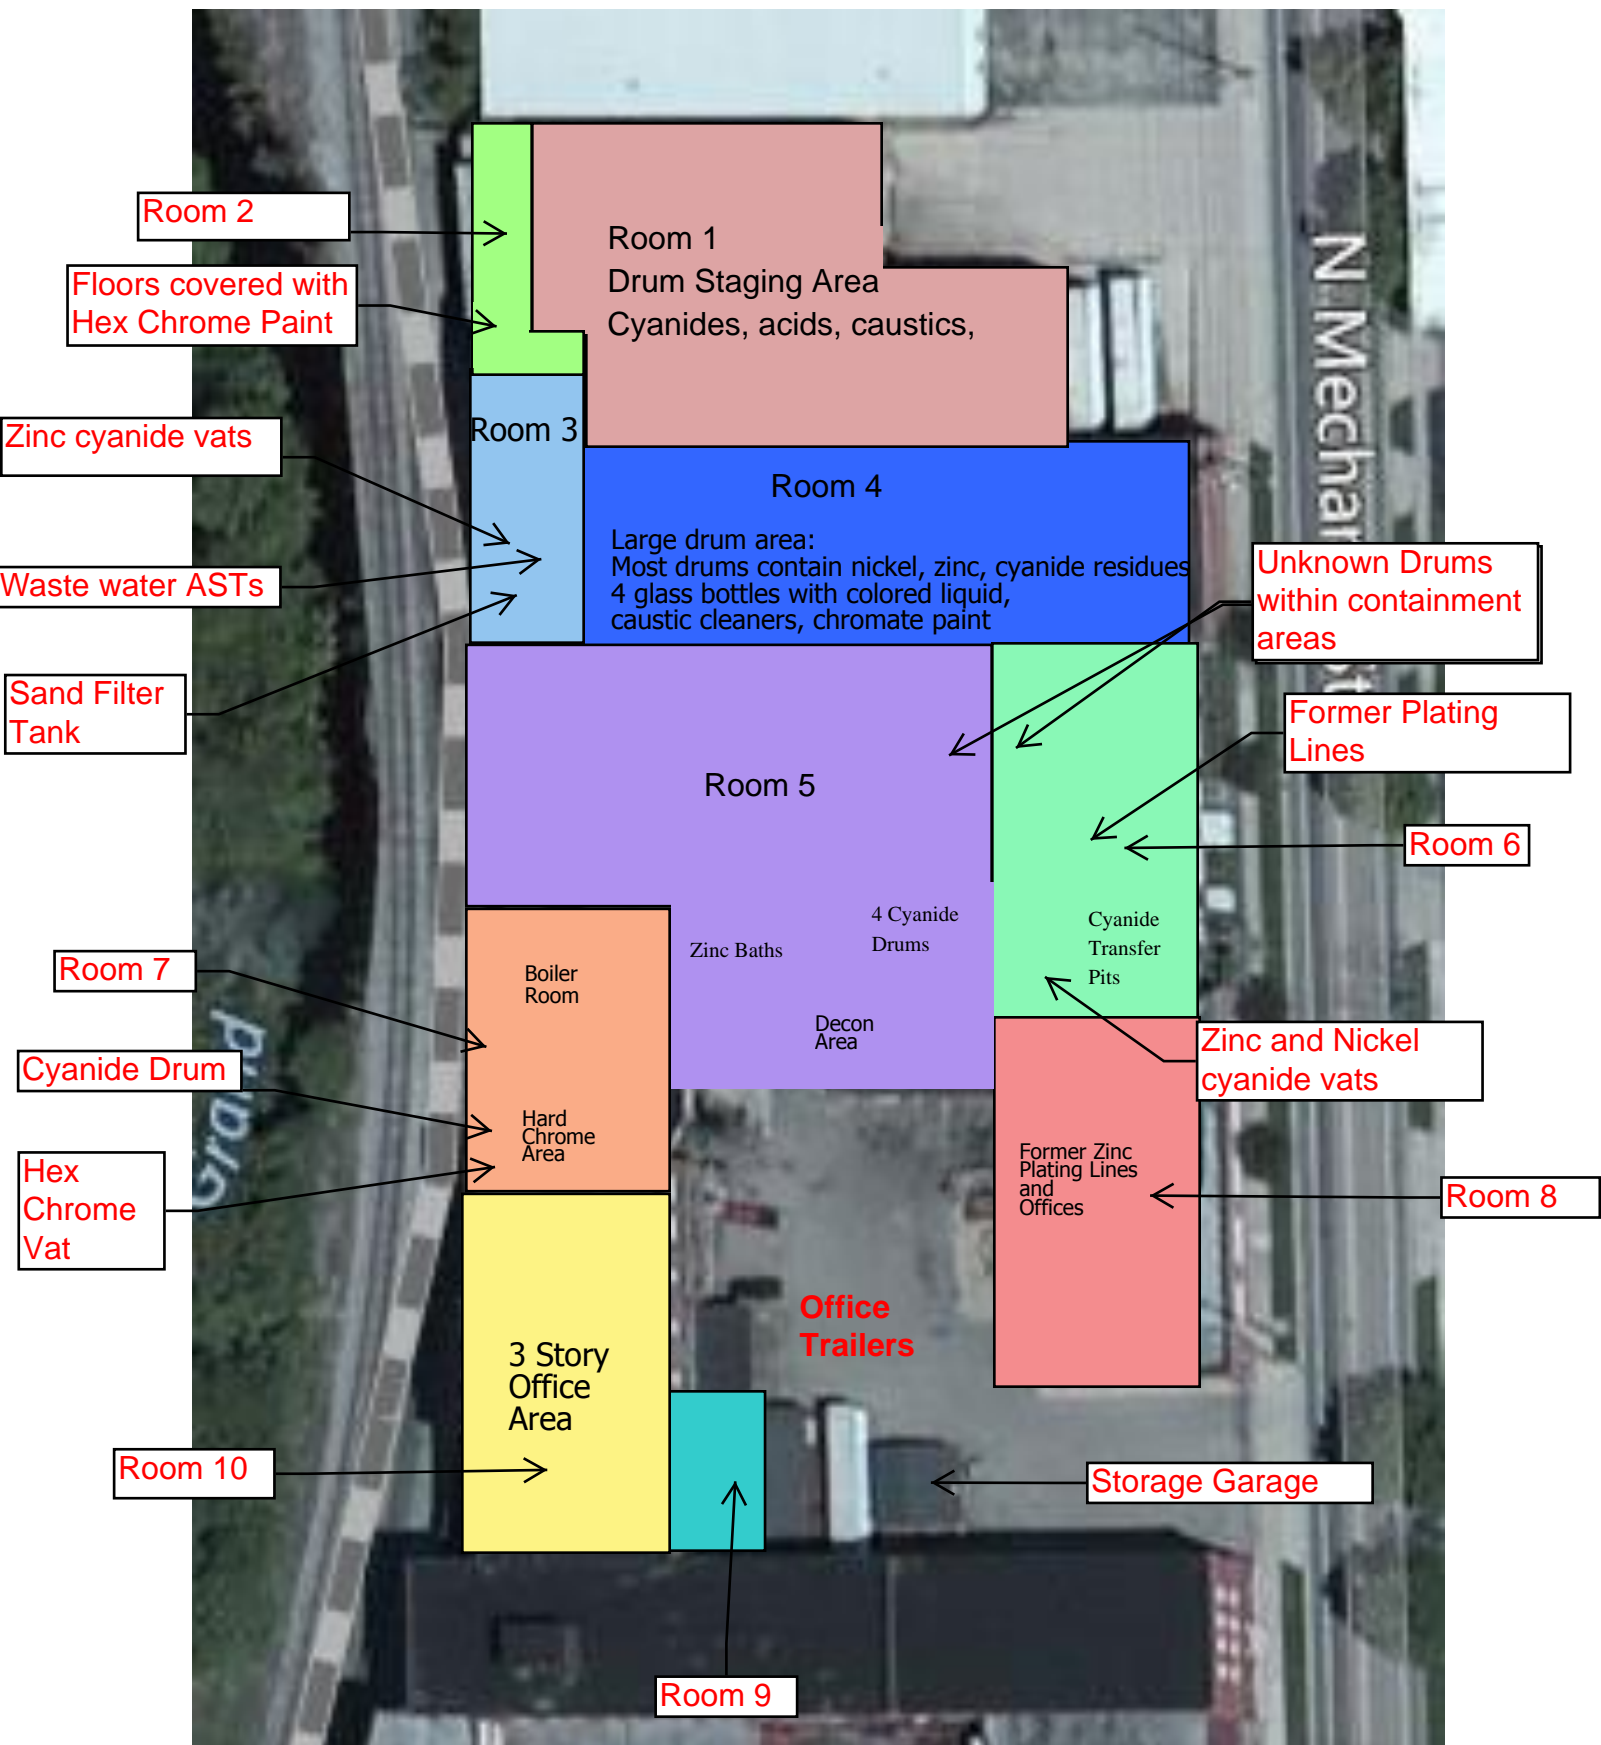 Room 2
Floors covered with
Hex Chrome Paint
Room 1
Drum Staging Area
Cyanides, acids, caustics,
N Mechan
st
Zinc cyanide vats
Room 3
Room 4
Large drum area:
Most drums contain nickel, zinc, cyanide residues
4 glass bottles with colored liquid,
caustic cleaners, chromate paint
Waste water ASTs
Unknown Drums
within containment
areas
Sand Filter
Tank
Former Plating
Lines
Room 5
Room 6
4 Cyanide
Drums
Zinc Baths
Cyanide
Transfer
Pits
Room 7
Boiler
Room
Decon
Area
Zinc and Nickel
cyanide vats
Cyanide Drum
Grand
Hard
Chrome
Area
Hex
Chrome
Vat
Former Zinc
Plating Lines
and
Offices
Room 8
Office
Trailers
3 Story
Office
Area
Room 10
Storage Garage
Room 9